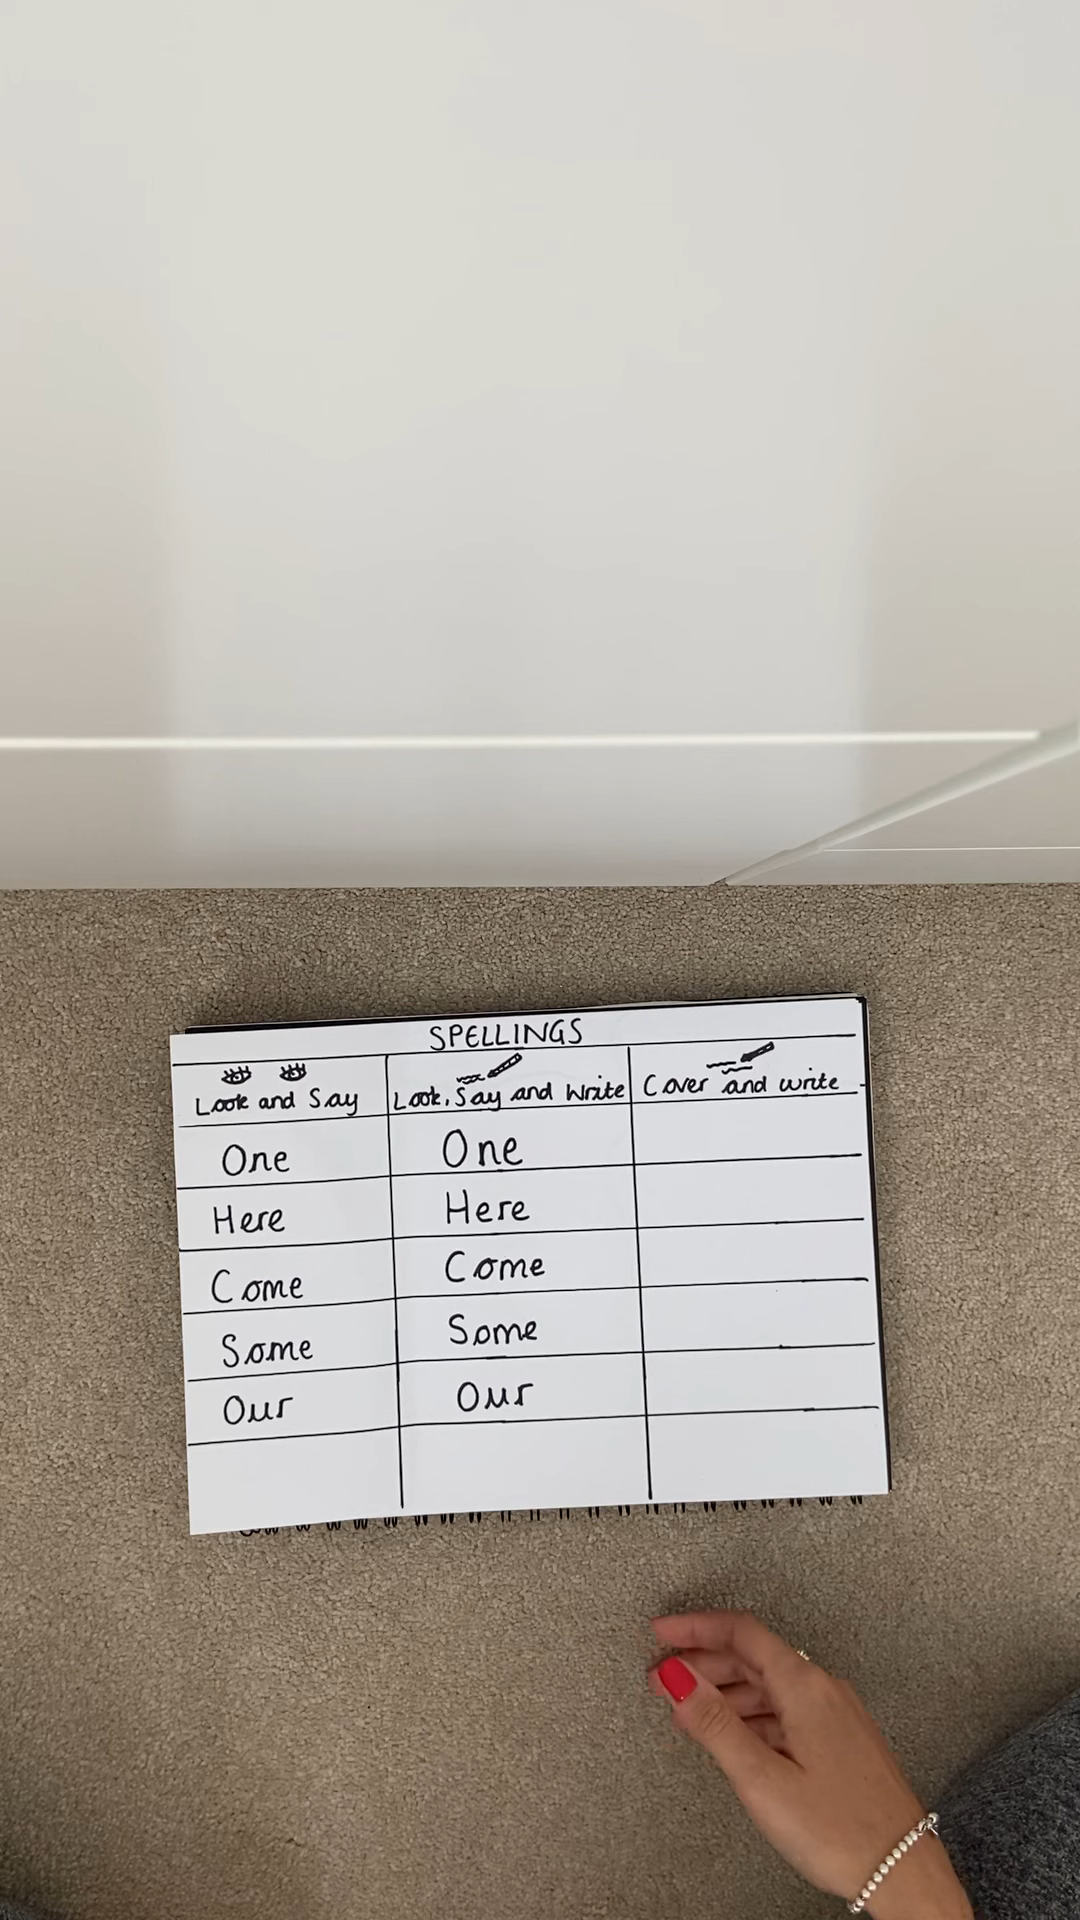 SPELLINGS
Look and Say Look, Say and Write Cover and write
One One
Here Here
Come Come
Some Some
Our Our